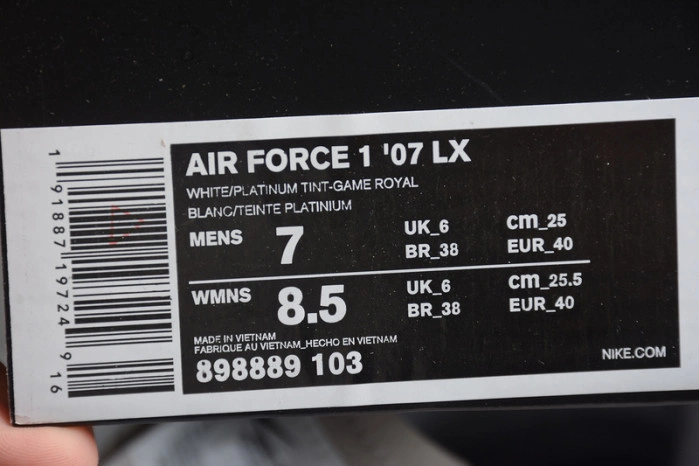 AIR FORCE 1 '07 LX
WHITE/PLATINUM TINT-GAME ROYAL
BLANC/TEINTE PLATINIUM
MENS 7 UK_6 cm_25
BR_38 EUR_40
WMNS 8.5 UK_6 cm_25.5
BR_38 EUR_40
MADE IN VIETNAM
FABRIQUE AU VIETNAM_HECHO EN VIETNAM
898889 103
NIKE.COM
1 91887 19724 9 16